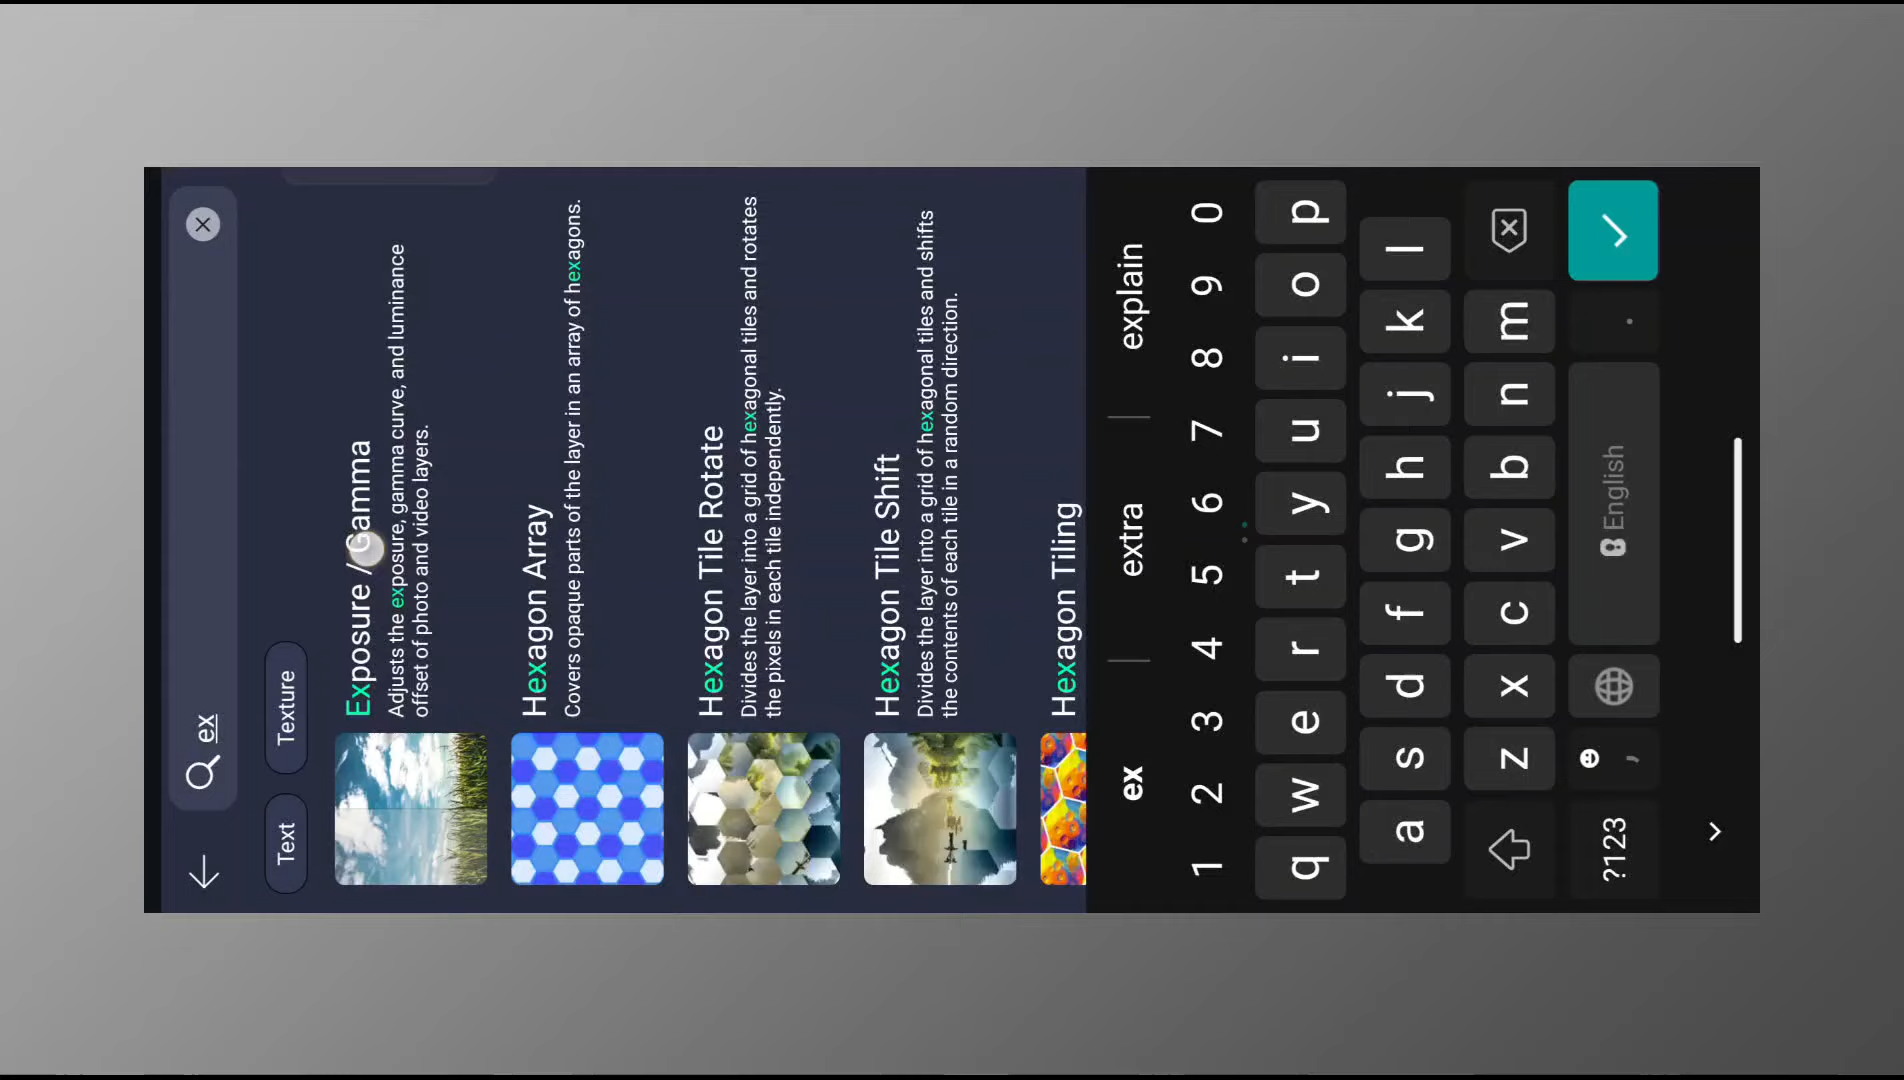 ex
Text
Texture
Exposure / Gamma
Adjusts the exposure, gamma curve, and luminance
offset of photo and video layers.
Hexagon Array
Covers opaque parts of the layer in an array of hexagons.
Hexagon Tile Rotate
Divides the layer into a grid of hexagonal tiles and rotates
the pixels in each tile independently.
Hexagon Tile Shift
Divides the layer into a grid of hexagonal tiles and shifts
the contents of each tile in a random direction.
Hexagon Tiling
ex extra explain
1 2 3 4 5 6 7 8 9 0
q w e r t y u i o p
a s d f g h j k l
z x c v b n m
?123 , English .